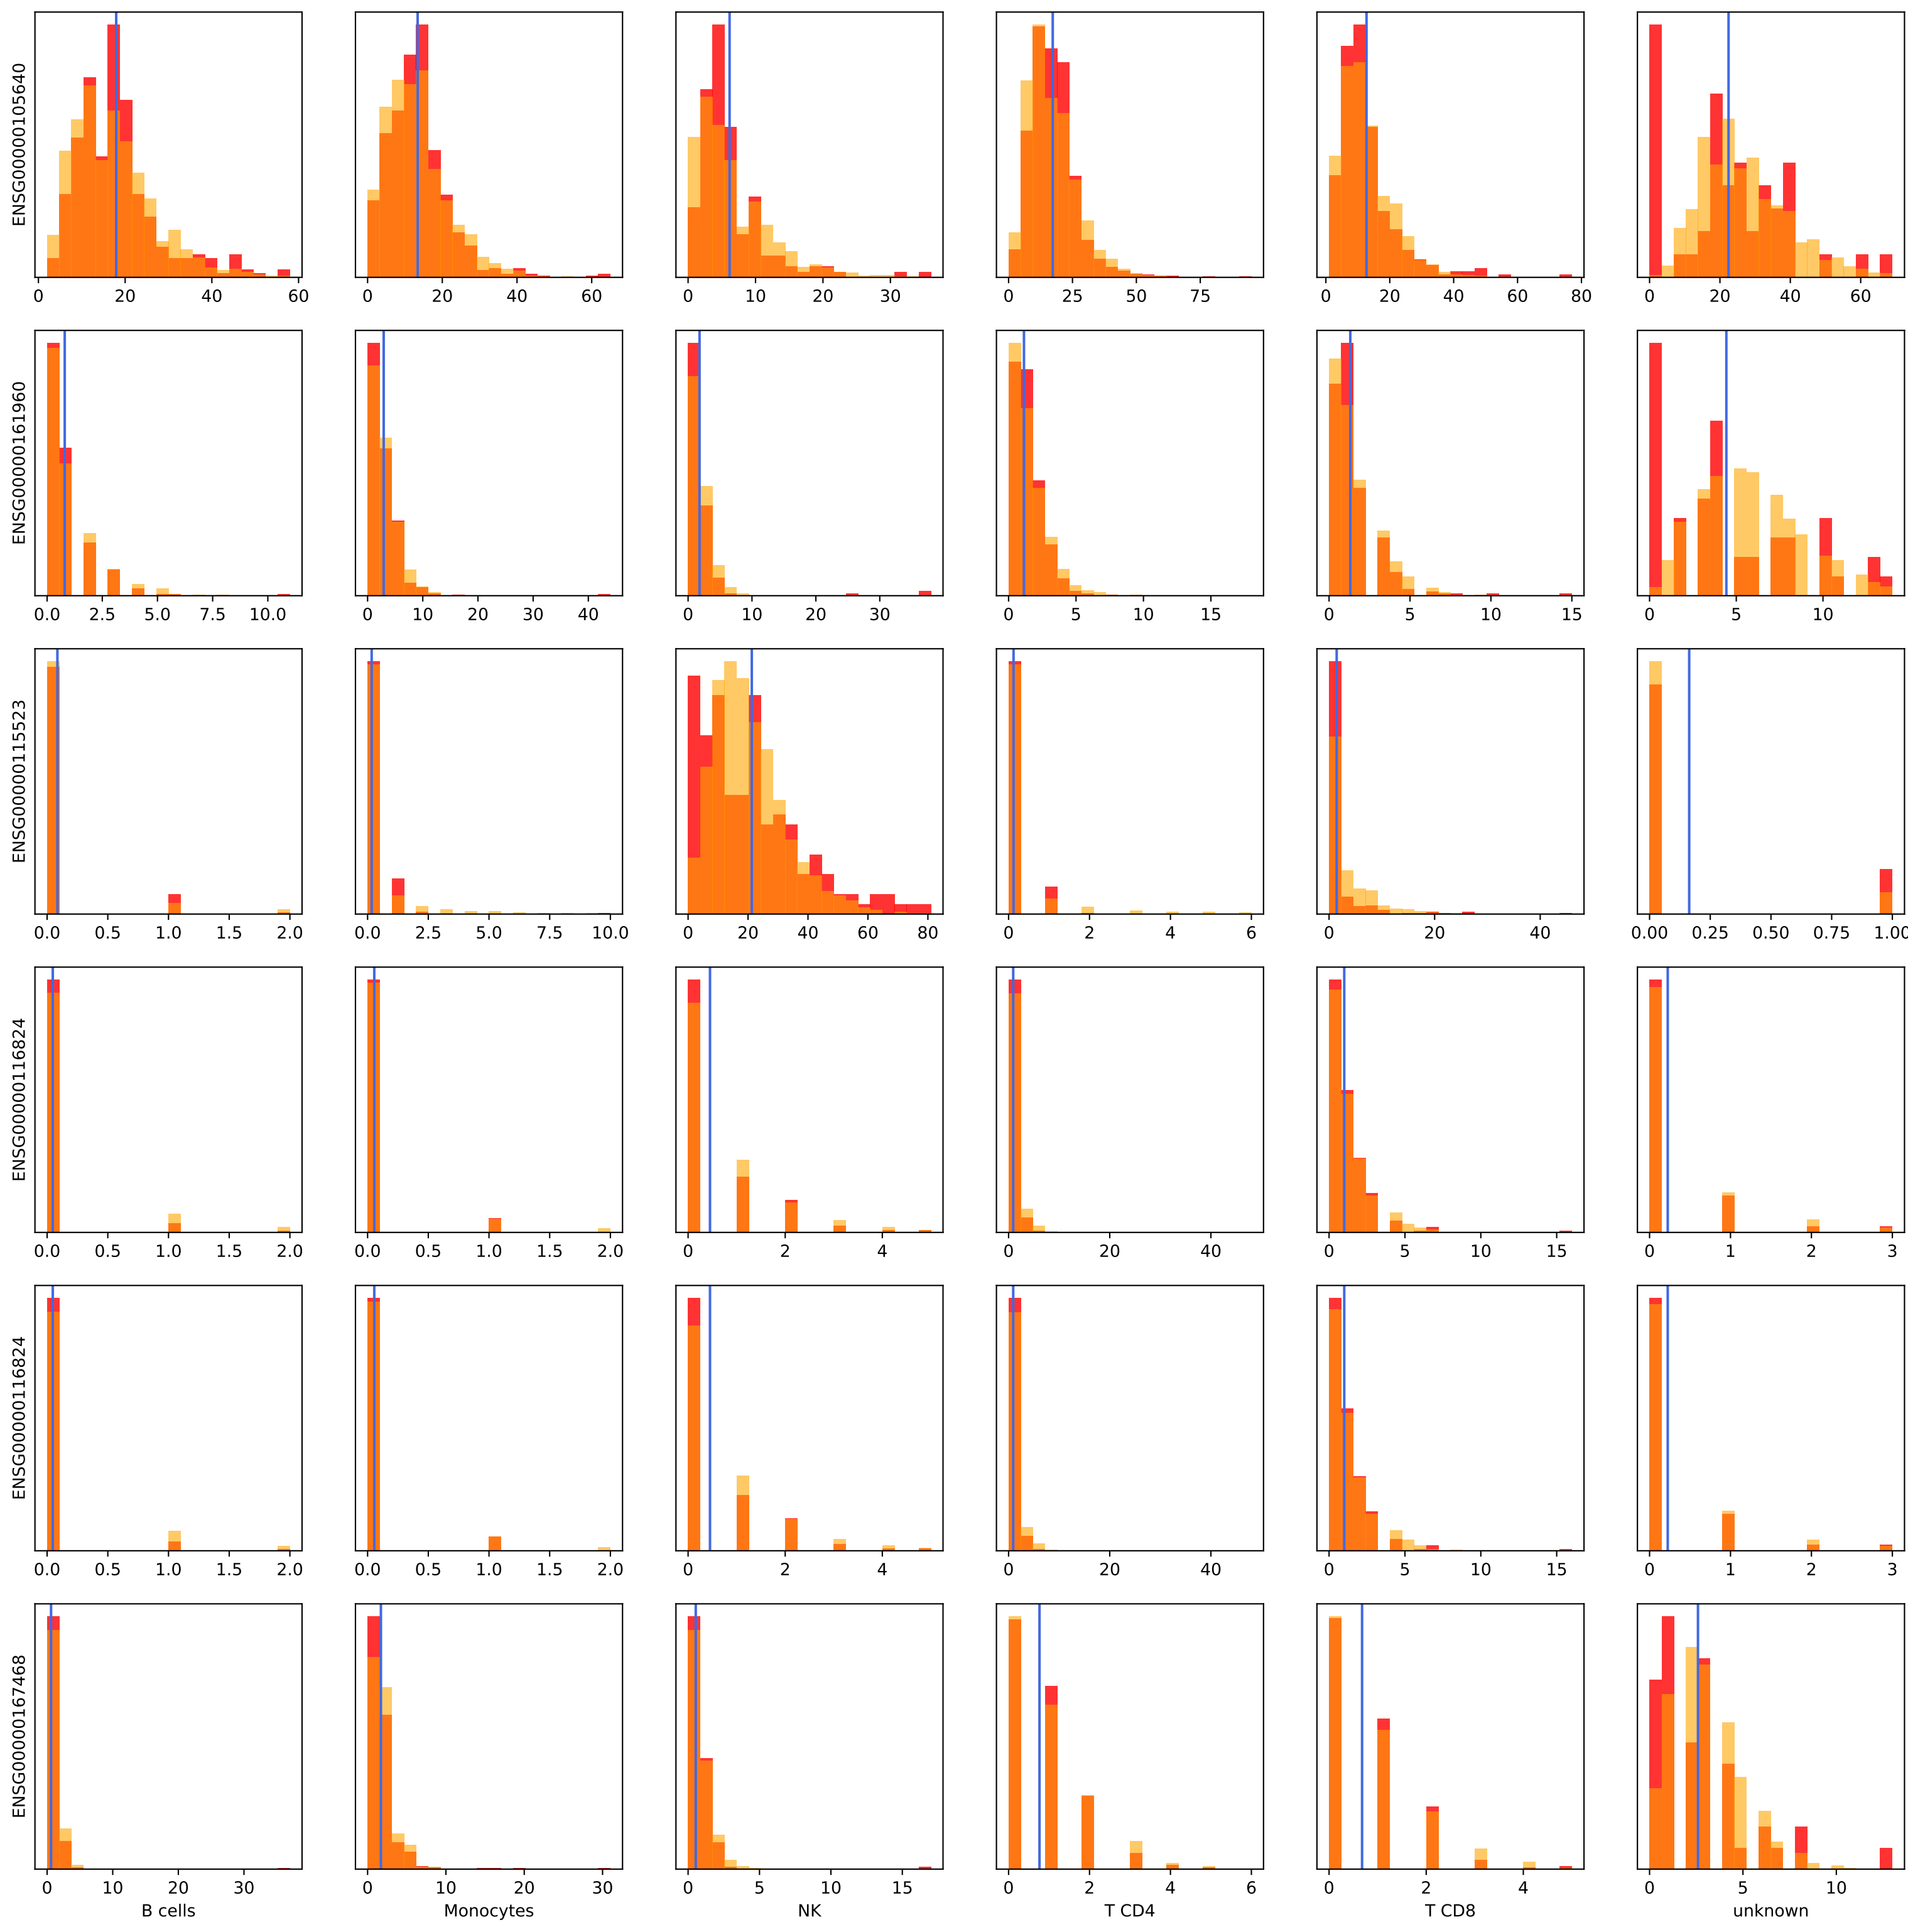 ENSG00000105640
0 20 40 60
0 20 40 60
0 10 20 30
0 25 50 75
0 20 40 60 80
0 20 40 60
ENSG00000161960
0.0 2.5 5.0 7.5 10.0
0 10 20 30 40
0 10 20 30
0 5 10 15
0 5 10 15
0 5 10
ENSG00000115523
0.0 0.5 1.0 1.5 2.0
0.0 2.5 5.0 7.5 10.0
0 20 40 60 80
0 2 4 6
0 20 40
0.00 0.25 0.50 0.75 1.00
ENSG00000116824
0.0 0.5 1.0 1.5 2.0
0.0 0.5 1.0 1.5 2.0
0 2 4
0 20 40
0 5 10 15
0 1 2 3
ENSG00000116824
0.0 0.5 1.0 1.5 2.0
0.0 0.5 1.0 1.5 2.0
0 2 4
0 20 40
0 5 10 15
0 1 2 3
ENSG00000167468
0 10 20 30
0 10 20 30
0 5 10 15
0 2 4 6
0 2 4
0 5 10
B cells
Monocytes
NK
T CD4
T CD8
unknown